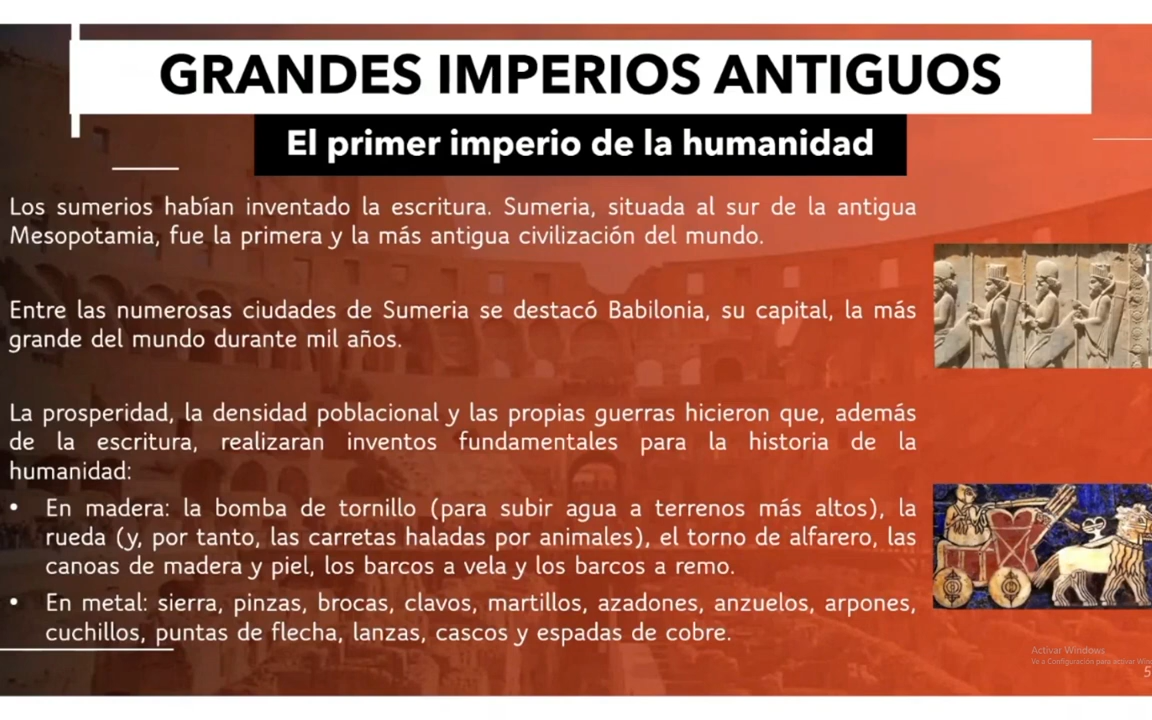 GRANDES IMPERIOS ANTIGUOS
El primer imperio de la humanidad
Los sumerios habían inventado la escritura. Sumeria, situada al sur de la antigua
Mesopotamia, fue la primera y la más antigua civilización del mundo.
Entre las numerosas ciudades de Sumeria se destacó Babilonia, su capital, la más
grande del mundo durante mil años.
La prosperidad, la densidad poblacional y las propias guerras hicieron que, además
de la escritura, realizaran inventos fundamentales para la historia de la
humanidad:
• En madera: la bomba de tornillo (para subir agua a terrenos más altos), la
rueda (y, por tanto, las carretas haladas por animales), el torno de alfarero, las
canoas de madera y piel, los barcos a vela y los barcos a remo.
• En metal: sierra, pinzas, brocas, clavos, martillos, azadones, anzuelos, arpones,
cuchillos, puntas de flecha, lanzas, cascos y espadas de cobre.
Activar Windows
Ve a Configuración para activar Win
5